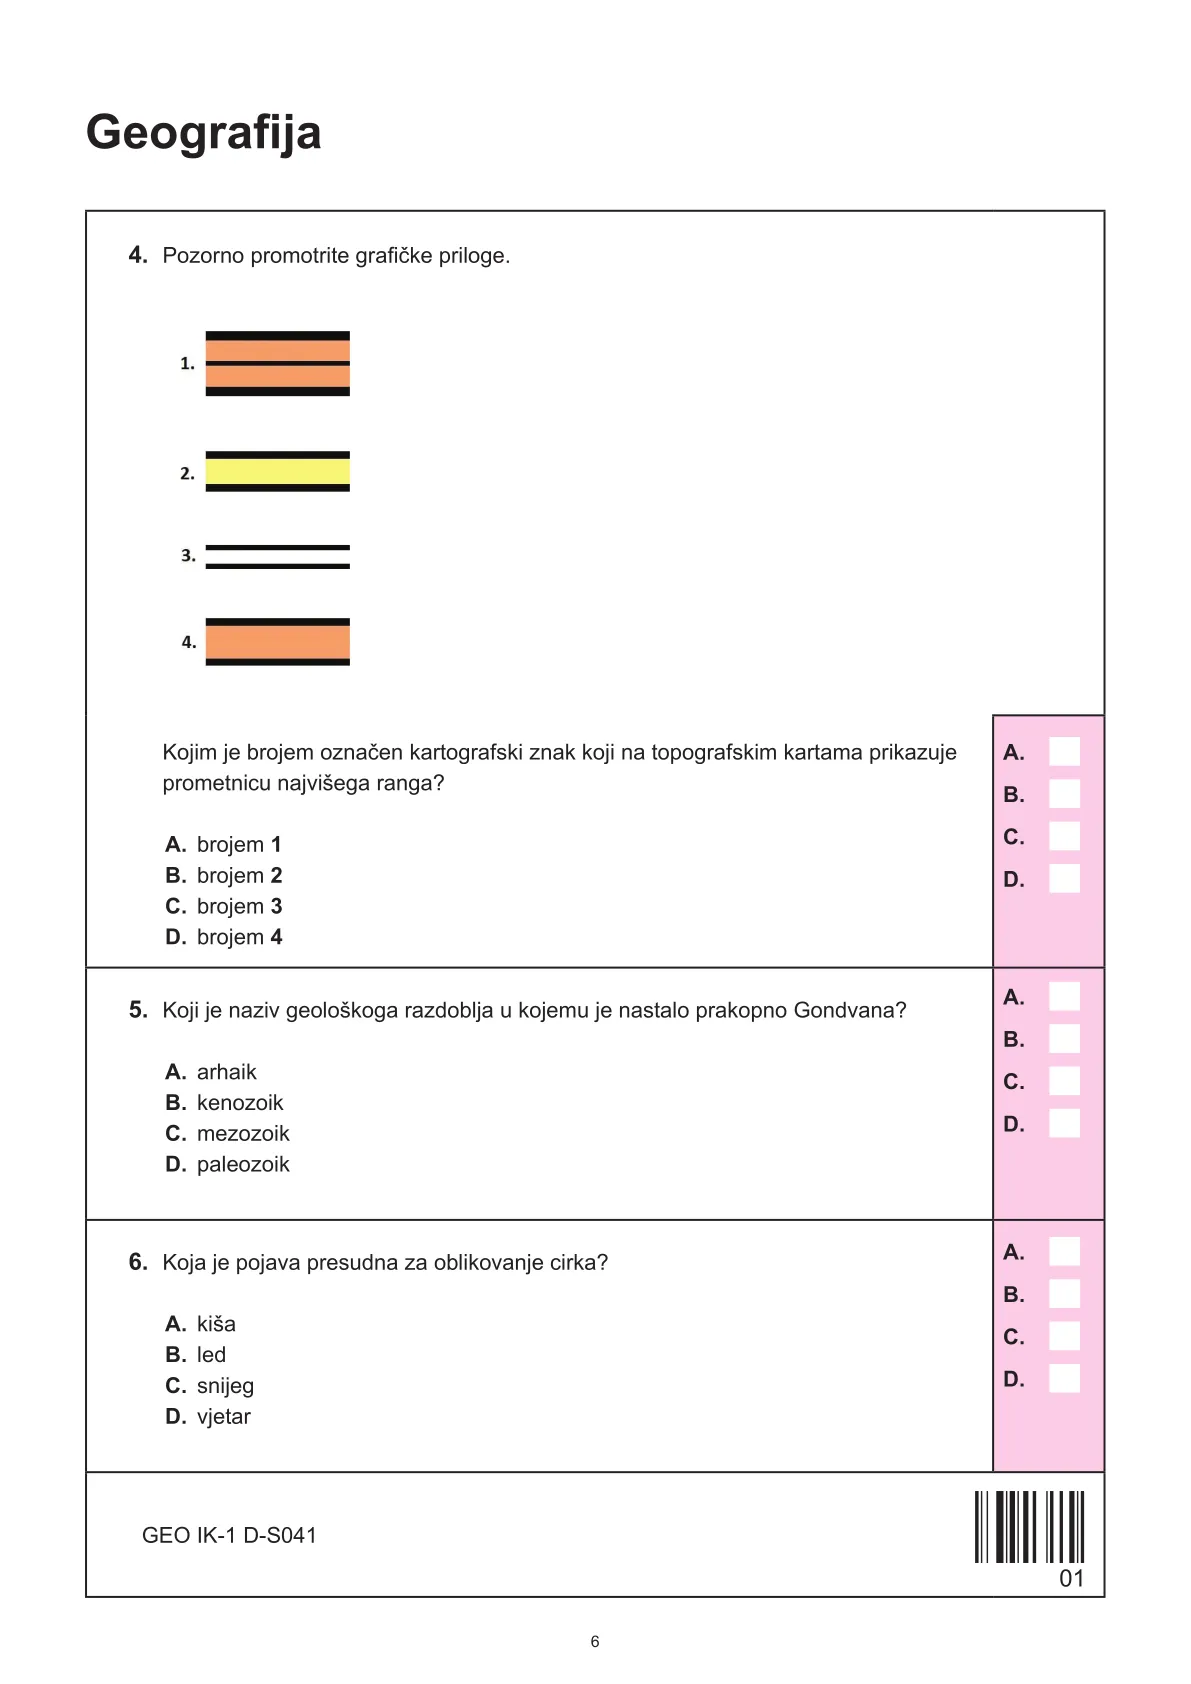 Geografija
4. Pozorno promotrite grafičke priloge.
1.
2.
3.
4.
Kojim je brojem označen kartografski znak koji na topografskim kartama prikazuje
prometnicu najvišega ranga?
A. brojem 1
B. brojem 2
C. brojem 3
D. brojem 4
A.
B.
C.
D.
5. Koji je naziv geološkoga razdoblja u kojemu je nastalo prakopno Gondvana?
A. arhaik
B. kenozoik
C. mezozoik
D. paleozoik
A.
B.
C.
D.
6. Koja je pojava presudna za oblikovanje cirka?
A. kiša
B. led
C. snijeg
D. vjetar
A.
B.
C.
D.
GEO IK-1 D-S041
01
6